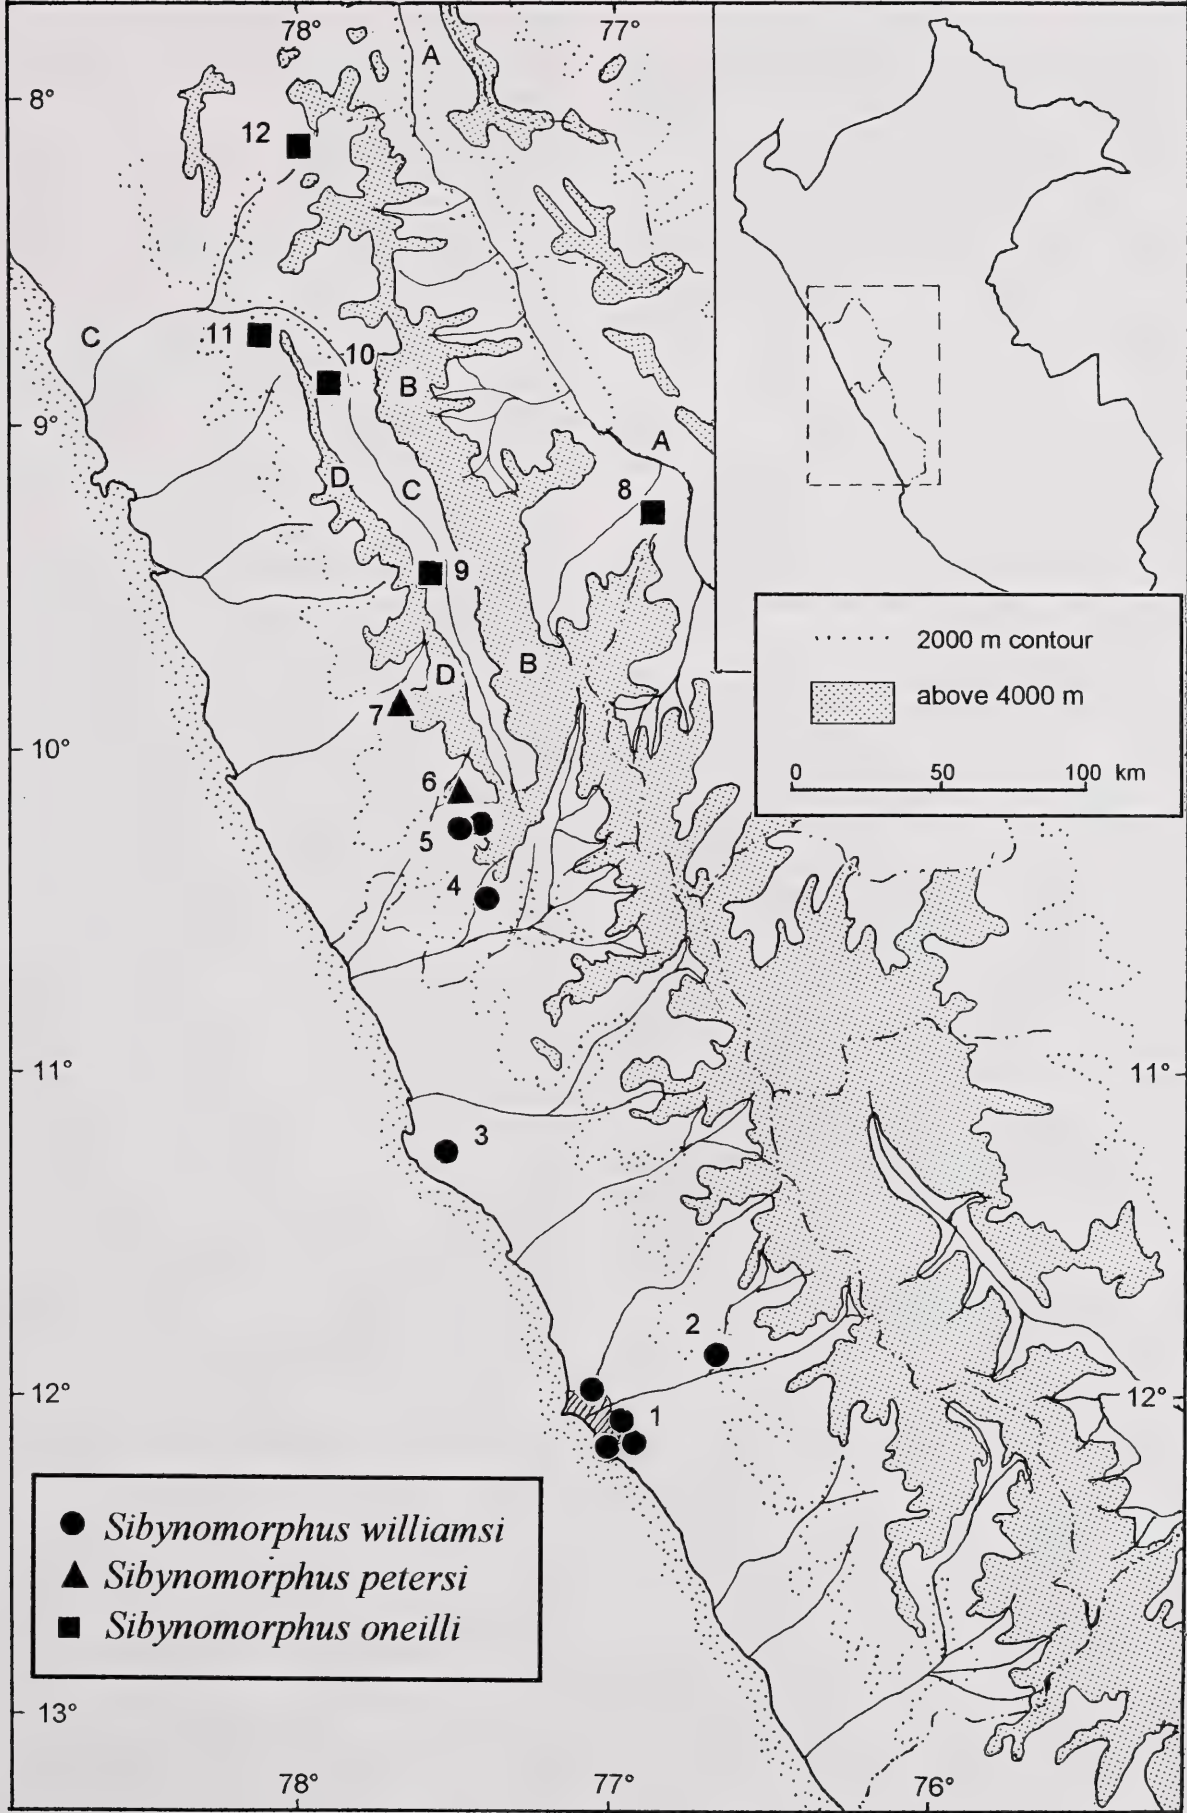 78°
77°
A
8°
12
C
11
10
B
9°
A
D
C
8
9
B
D
7
10°
6
5
4
11°
11°
3
2
12°
12°
1
13°
78°
77°
76°
2000 m contour
above 4000 m
0 50 100 km
Sibynomorphus williamsi
Sibynomorphus petersi
Sibynomorphus oneilli